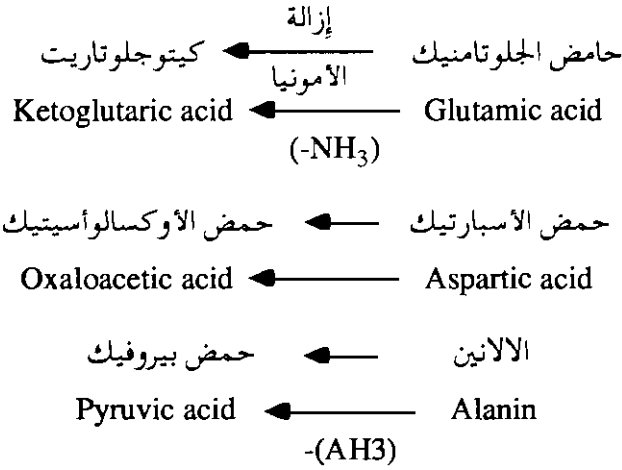 إزالة
حامض الجلوتامنيك كيتوجلوتاريت
الأمونيا
Ketoglutaric acid Glutamic acid
(-NH3)
حمض الأسبارتيك حمض الأوكسالوأسيتيك
Oxaloacetic acid Aspartic acid
الالانين حمض بيروفيك
Pyruvic acid Alanin
-(AH3)